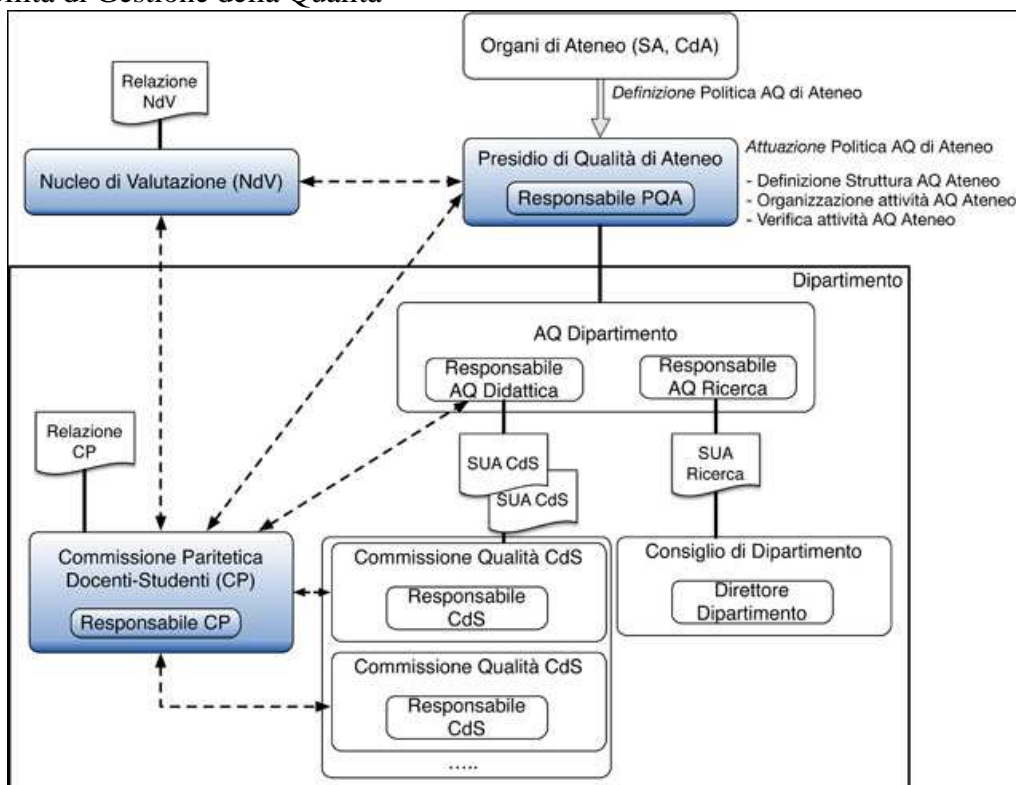 di Gestione della Qualità
Organi di Ateneo (SA, CdA)
Relazione
NdV
Definizione Politica AQ di Ateneo
Nucleo di Valutazione (NdV)
Presidio di Qualità di Ateneo
Responsabile PQA
Attuazione Politica AQ di Ateneo
- Definizione Struttura AQ Ateneo
- Organizzazione attività AQ Ateneo
- Verifica attività AQ Ateneo
Dipartimento
AQ Dipartimento
Responsabile
AQ Didattica
Responsabile
AQ Ricerca
Relazione
CP
SUA CdS
SUA CdS
SUA
Ricerca
Commissione Paritetica
Docenti-Studenti (CP)
Responsabile CP
Commissione Qualità CdS
Responsabile
CdS
Commissione Qualità CdS
Responsabile
CdS
.....
Consiglio di Dipartimento
Direttore
Dipartimento